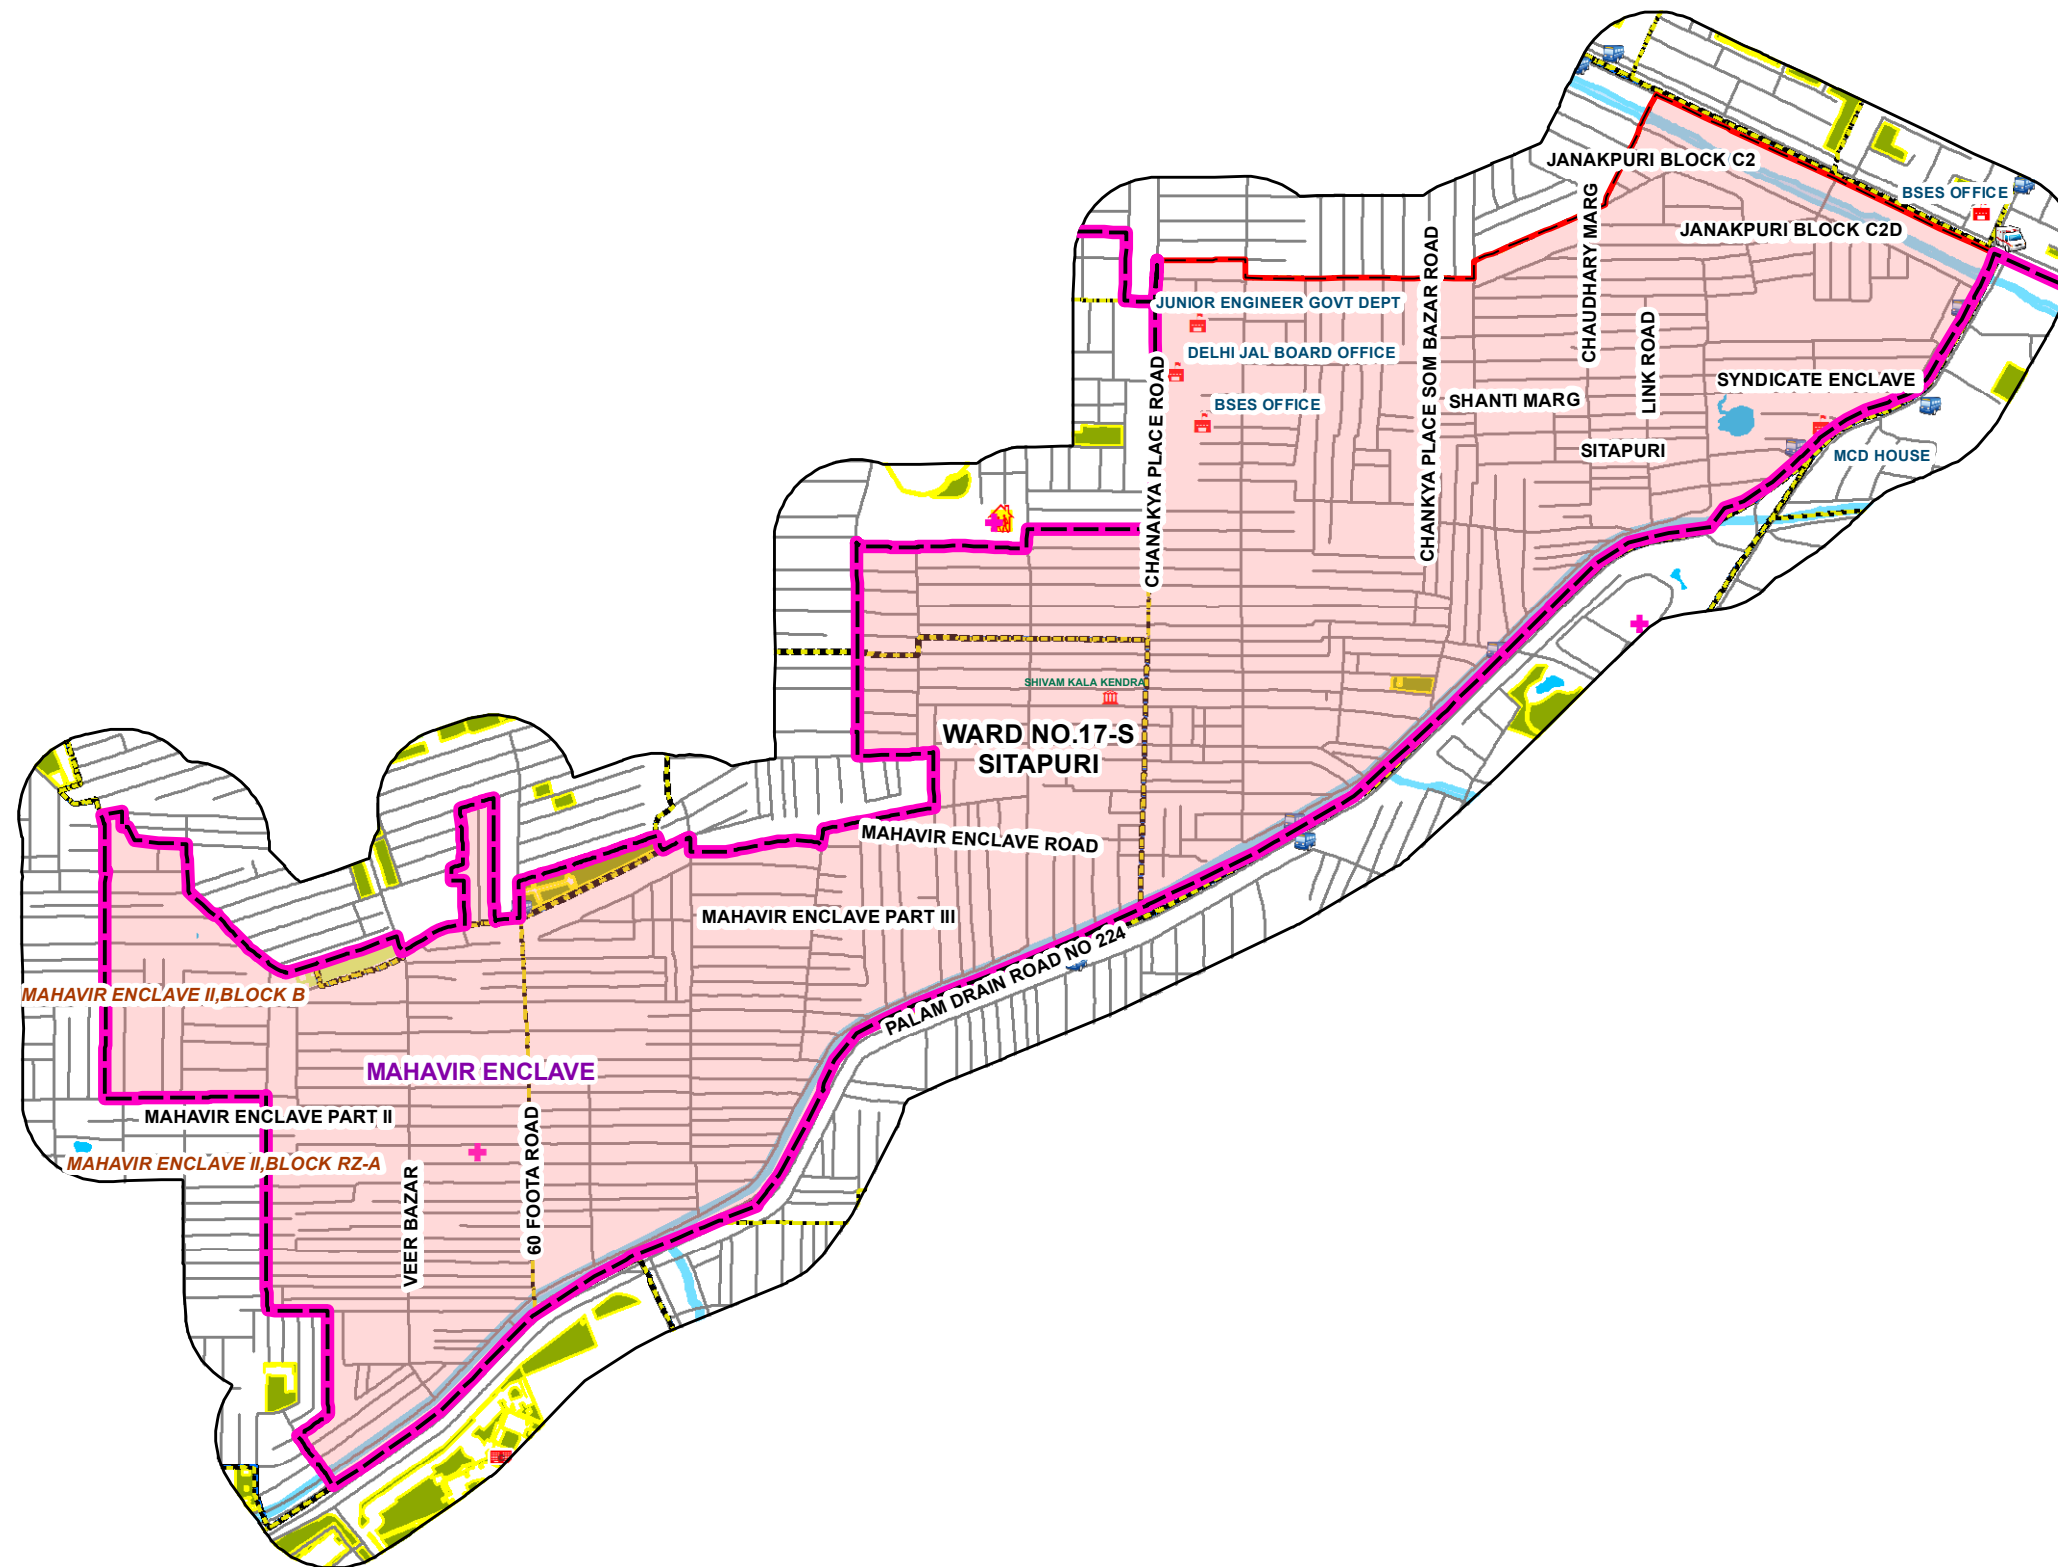 JANAKPURI BLOCK C2
BSES OFFICE
JANAKPURI BLOCK C2D
CHAUDHARY MARG
CHANKYA PLACE SOM BAZAR ROAD
JUNIOR ENGINEER GOVT DEPT
DELHI JAL BOARD OFFICE
LINK ROAD
SYNDICATE ENCLAVE
SHANTI MARG
BSES OFFICE
CHANAKYA PLACE ROAD
SITAPURI
MCD HOUSE
SHIVAM KALA KENDRA
WARD NO.17-S
SITAPURI
MAHAVIR ENCLAVE ROAD
MAHAVIR ENCLAVE PART III
PALAM DRAIN ROAD NO 224
MAHAVIR ENCLAVE II,BLOCK B
MAHAVIR ENCLAVE
MAHAVIR ENCLAVE PART II
MAHAVIR ENCLAVE II,BLOCK RZ-A
60 FOOTA ROAD
VEER BAZAR